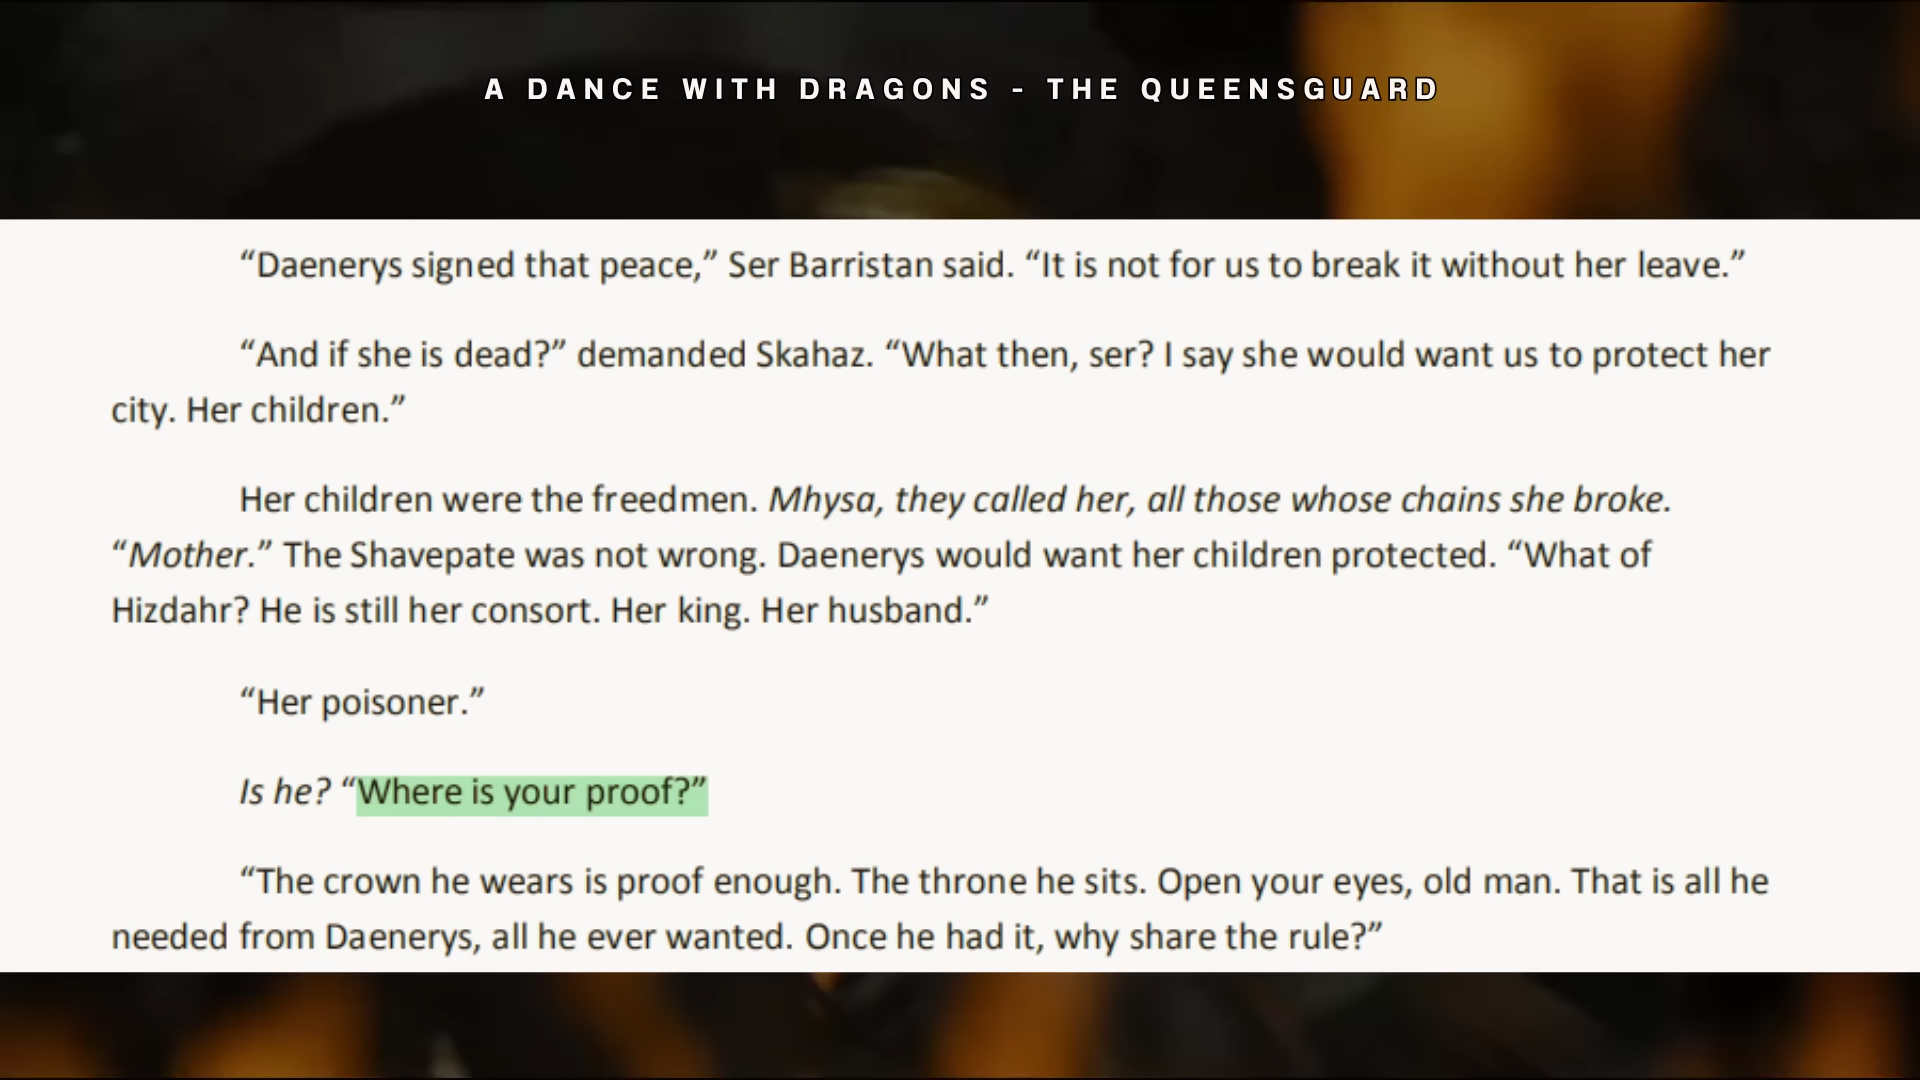 A DANCE WITH DRAGONS - THE QUEENSGUARD
“Daenerys signed that peace,” Ser Barristan said. “It is not for us to break it without her leave.”
“And if she is dead?” demanded Skahaz. “What then, ser? I say she would want us to protect her
city. Her children.”
Her children were the freedmen. Mhysa, they called her, all those whose chains she broke.
“Mother.” The Shavepate was not wrong. Daenerys would want her children protected. “What of
Hizdahr? He is still her consort. Her king. Her husband.”
“Her poisoner.”
Is he? “Where is your proof?”
“The crown he wears is proof enough. The throne he sits. Open your eyes, old man. That is all he
needed from Daenerys, all he ever wanted. Once he had it, why share the rule?”